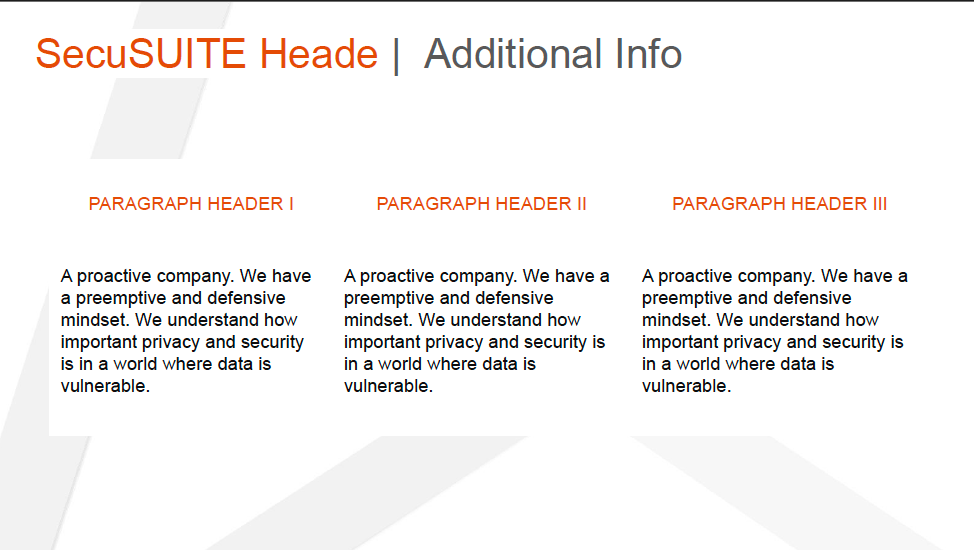 SecuSUITE Heade | Additional Info
PARAGRAPH HEADER I
A proactive company. We have
a preemptive and defensive
mindset. We understand how
important privacy and security
is in a world where data is
vulnerable.
PARAGRAPH HEADER II
A proactive company. We have a
preemptive and defensive
mindset. We understand how
important privacy and security is
in a world where data is
vulnerable.
PARAGRAPH HEADER III
A proactive company. We have a
preemptive and defensive
mindset. We understand how
important privacy and security is
in a world where data is
vulnerable.